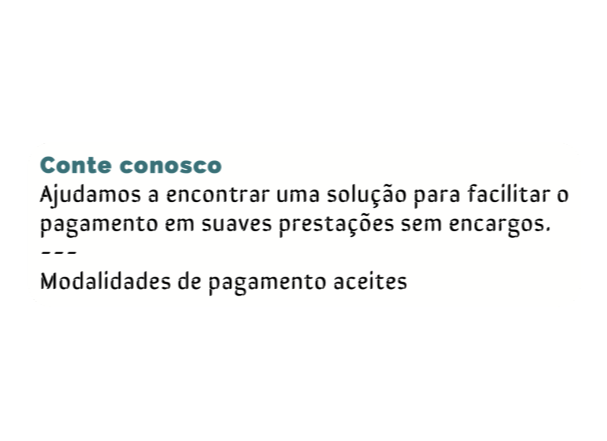 Conte conosco
Ajudamos a encontrar uma solução para facilitar o
pagamento em suaves prestações sem encargos.
---
Modalidades de pagamento aceites